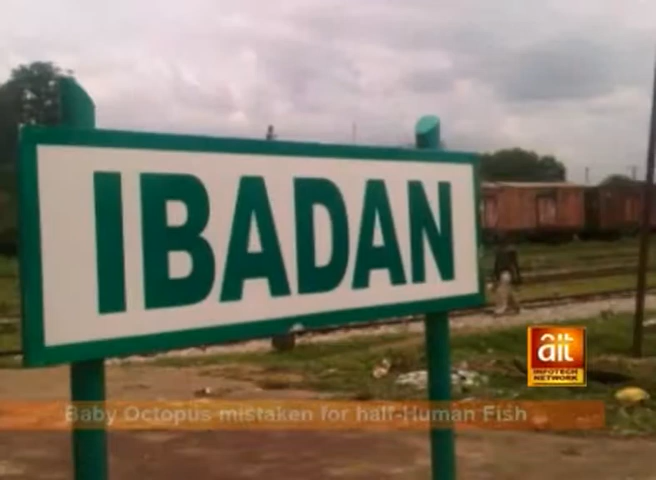 IBADAN
ait
INFOTECH
NETWORK
Baby Octopus mistaken for half-Human Fish